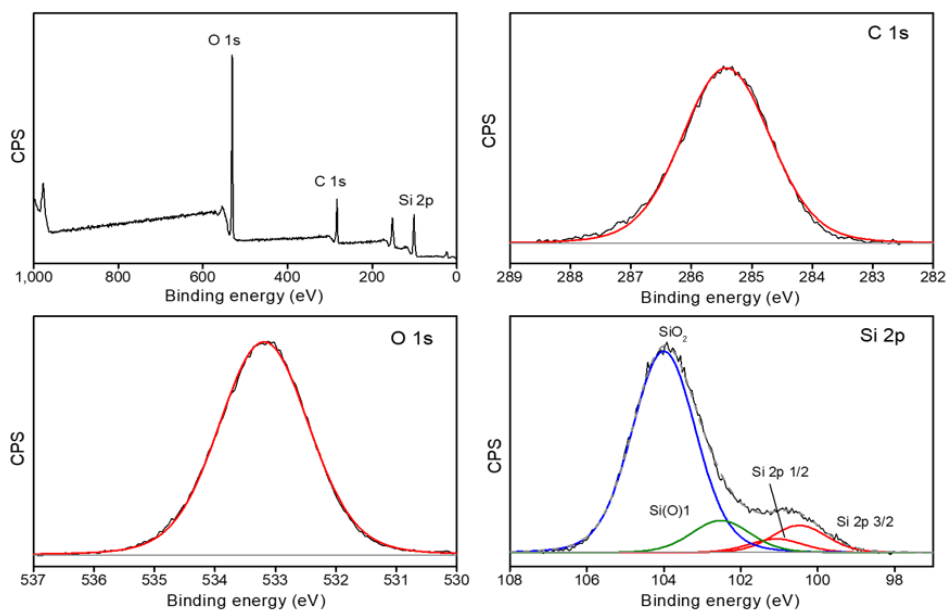 O 1s
C 1s
Si 2p
CPS
1,000
800
600
400
200
0
Binding energy (eV)
C 1s
CPS
289
288
287
286
285
284
283
282
Binding energy (eV)
O 1s
CPS
537
536
535
534
533
532
531
530
Binding energy (eV)
SiO₂
Si 2p
CPS
Si 2p 1/2
Si(O)1
Si 2p 3/2
108
106
104
102
100
98
Binding energy (eV)